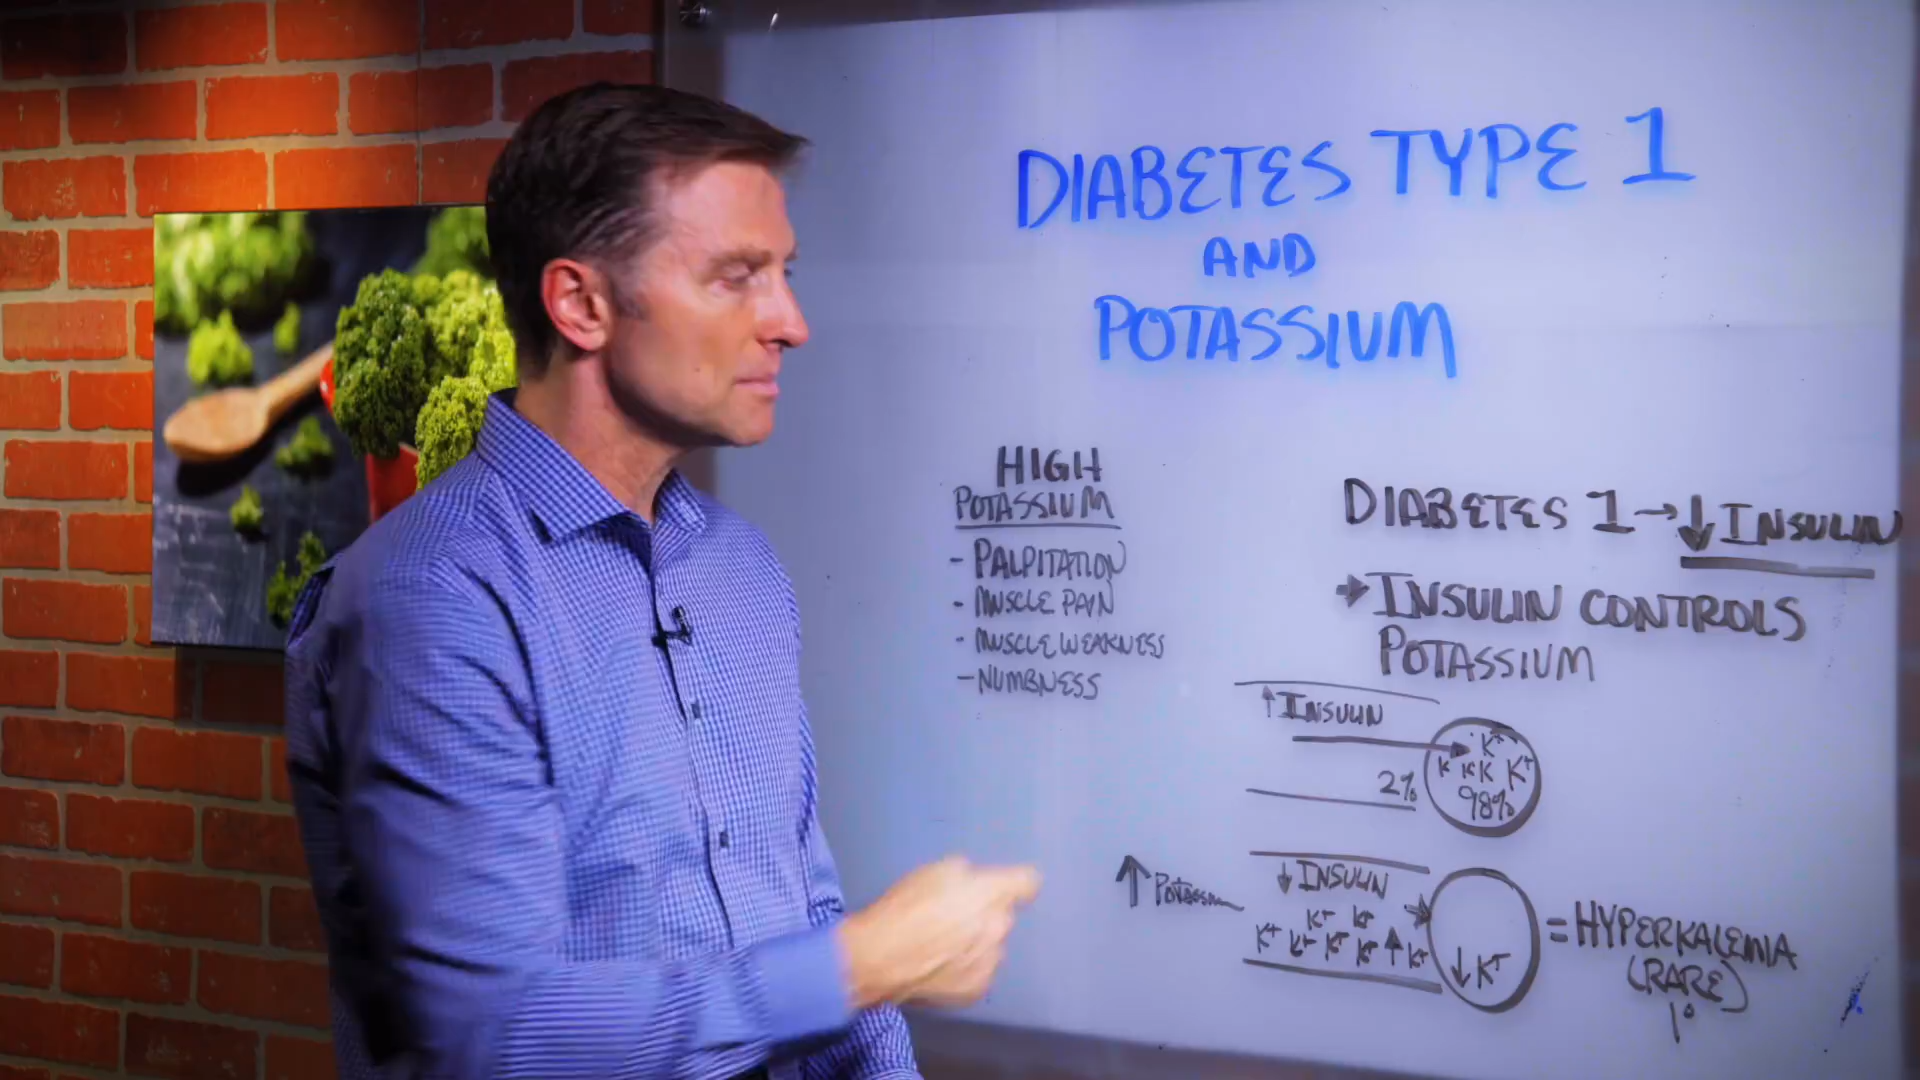 DIABETES TYPE 1
AND
POTASSIUM
HIGH
POTASSIUM
- PALPITATION
- MUSCLE PAIN
- MUSCLE WEAKNESS
- NUMBNESS
DIABETES 1 → ↓ INSULIN
→ INSULIN CONTROLS
POTASSIUM
↑ INSULIN
K+
K KK K+
2% 98%
↑ POTASSIUM
↓ INSULIN
K+ K+
K+ K+ K+ K+ ↑ K+
↓ K+
= HYPERKALEMIA
(RARE)
1°